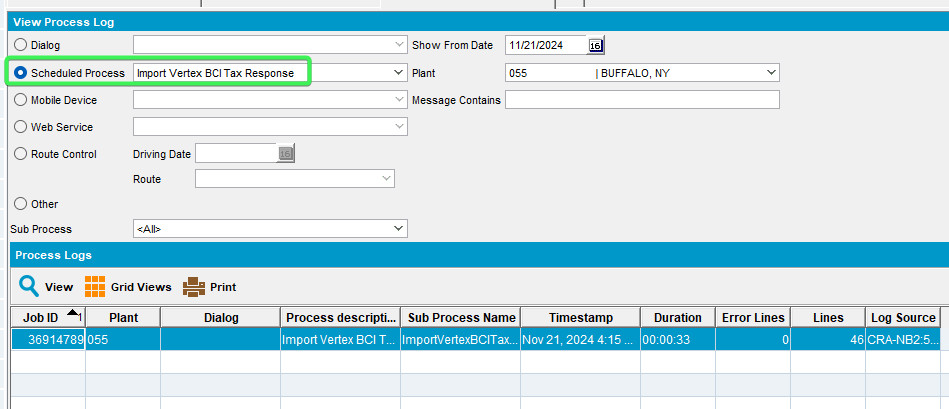 View Process Log
Dialog Show From Date 11/21/2024 16
Scheduled Process Import Vertex BCI Tax Response Plant 055 | BUFFALO, NY
Mobile Device Message Contains
Web Service
Route Control Driving Date 16
Route
Other
Sub Process <All>
Process Logs
View Grid Views Print
Job ID 1 Plant Dialog Process descripti... Sub Process Name Timestamp Duration Error Lines Lines Log Source
36914789 055 Import Vertex BCI T... ImportVertexBCITax... Nov 21, 2024 4:15 ... 00:00:33 0 46 CRA-NB2:5...